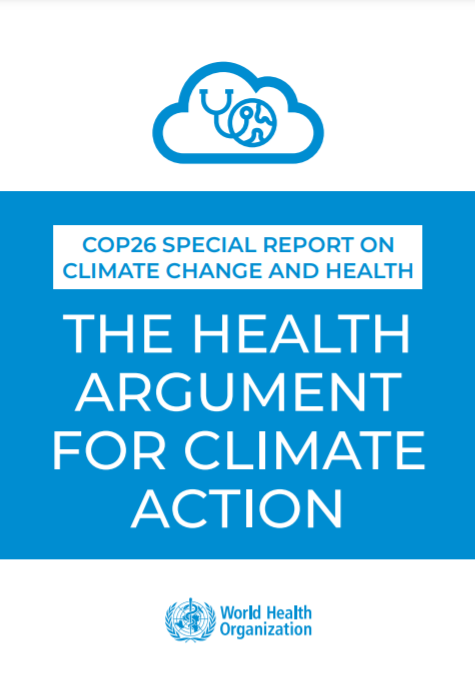 COP26 SPECIAL REPORT ON
CLIMATE CHANGE AND HEALTH
THE HEALTH
ARGUMENT
FOR CLIMATE
ACTION
World Health
Organization